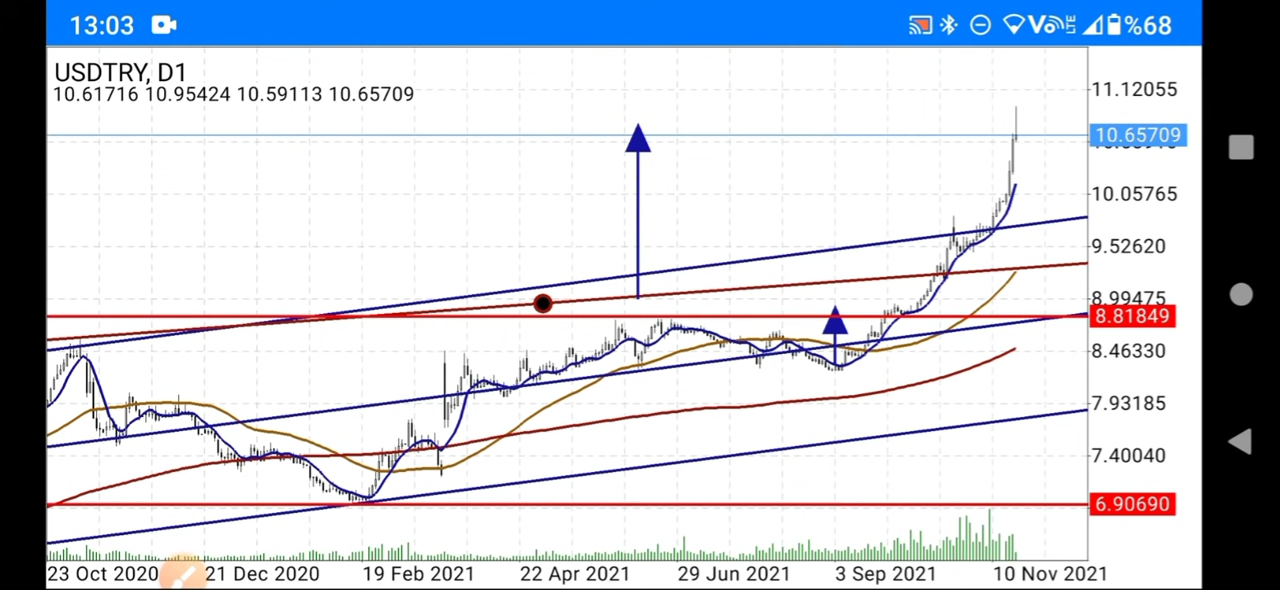 13:03
Vo LTE %68
USDTRY, D1
10.61716 10.95424 10.59113 10.65709
11.12055
10.65709
10.05765
9.52620
8.99475
8.81849
8.46330
7.93185
7.40040
6.90690
23 Oct 2020 21 Dec 2020 19 Feb 2021 22 Apr 2021 29 Jun 2021 3 Sep 2021 10 Nov 2021